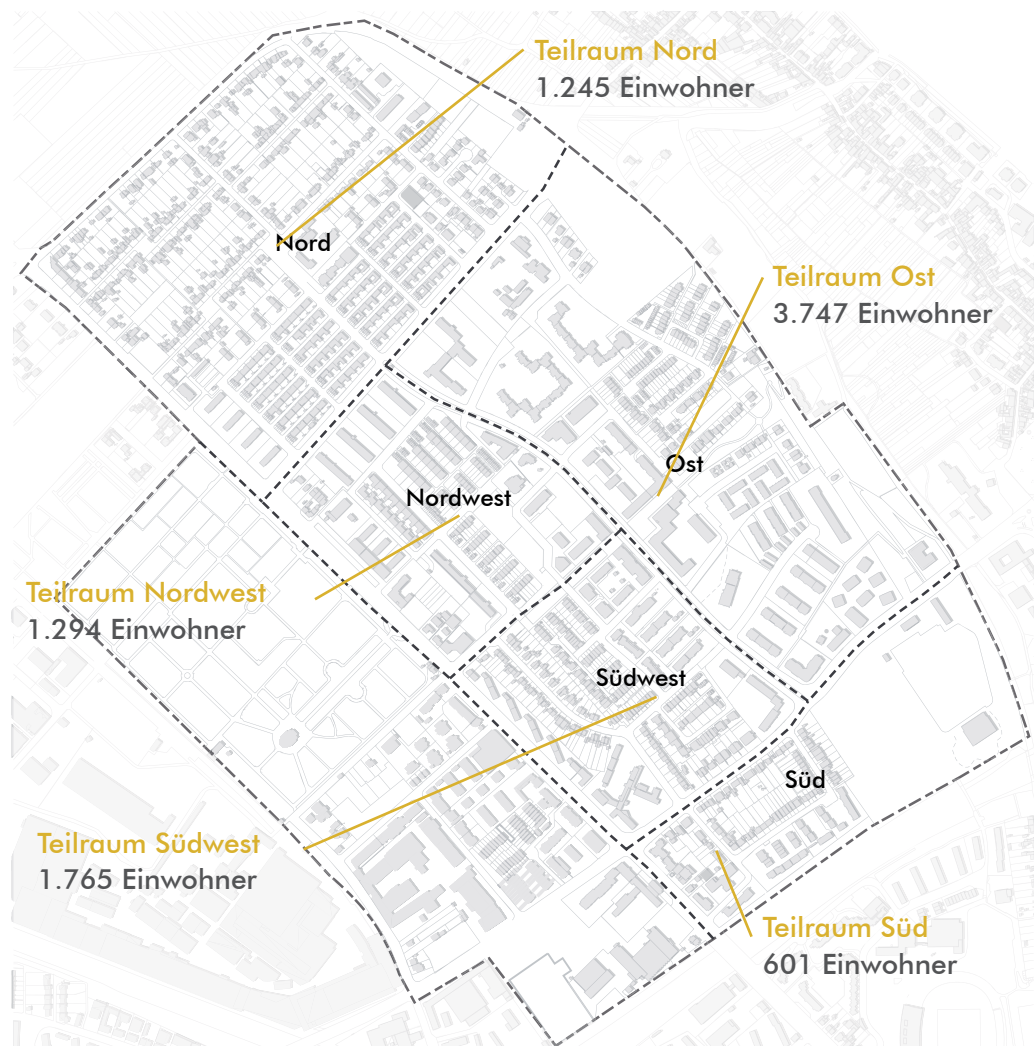 Teilraum Nord
1.245 Einwohner
Nord
Teilraum Ost
3.747 Einwohner
Ost
Nordwest
Teilraum Nordwest
1.294 Einwohner
Südwest
Süd
Teilraum Südwest
1.765 Einwohner
Teilraum Süd
601 Einwohner